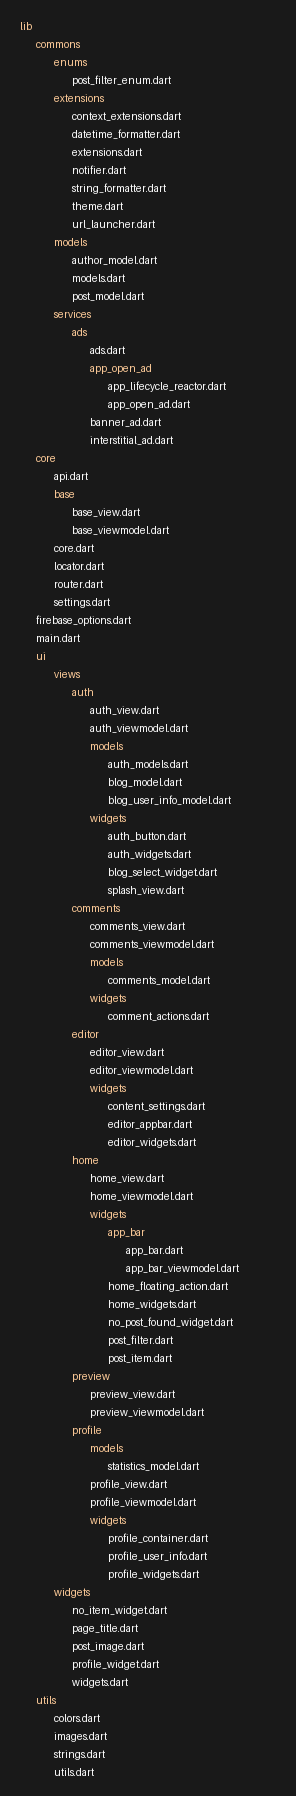 lib
commons
enums
post_filter_enum.dart
extensions
context_extensions.dart
datetime_formatter.dart
extensions.dart
notifier.dart
string_formatter.dart
theme.dart
url_launcher.dart
models
author_model.dart
models.dart
post_model.dart
services
ads
ads.dart
app_open_ad
app_lifecycle_reactor.dart
app_open_ad.dart
banner_ad.dart
interstitial_ad.dart
core
api.dart
base
base_view.dart
base_viewmodel.dart
core.dart
locator.dart
router.dart
settings.dart
firebase_options.dart
main.dart
ui
views
auth
auth_view.dart
auth_viewmodel.dart
models
auth_models.dart
blog_model.dart
blog_user_info_model.dart
widgets
auth_button.dart
auth_widgets.dart
blog_select_widget.dart
splash_view.dart
comments
comments_view.dart
comments_viewmodel.dart
models
comments_model.dart
widgets
comment_actions.dart
editor
editor_view.dart
editor_viewmodel.dart
widgets
content_settings.dart
editor_appbar.dart
editor_widgets.dart
home
home_view.dart
home_viewmodel.dart
widgets
app_bar
app_bar.dart
app_bar_viewmodel.dart
home_floating_action.dart
home_widgets.dart
no_post_found_widget.dart
post_filter.dart
post_item.dart
preview
preview_view.dart
preview_viewmodel.dart
profile
models
statistics_model.dart
profile_view.dart
profile_viewmodel.dart
widgets
profile_container.dart
profile_user_info.dart
profile_widgets.dart
widgets
no_item_widget.dart
page_title.dart
post_image.dart
profile_widget.dart
widgets.dart
utils
colors.dart
images.dart
strings.dart
utils.dart